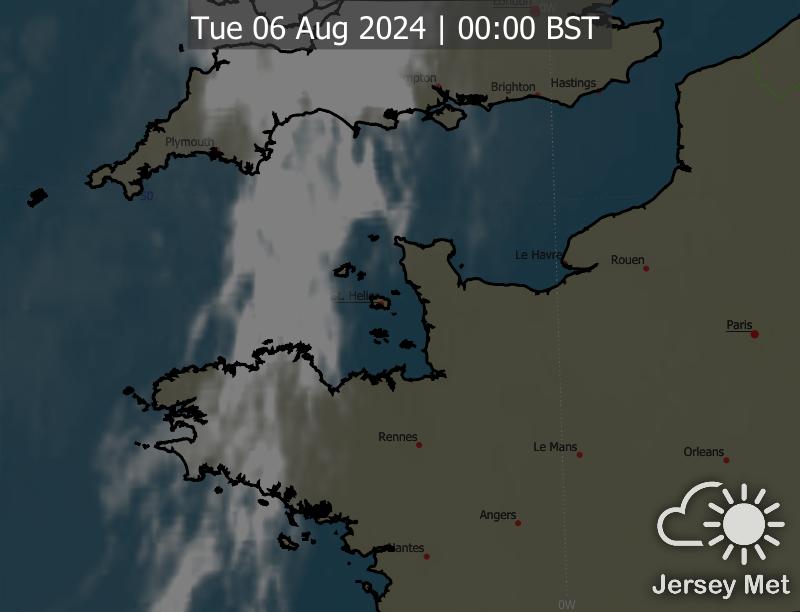 London
0W
Tue 06 Aug 2024 | 00:00 BST
mpton
Brighton
Hastings
Plymouth
50
Le Havre
Rouen
St. Helier
Paris
Rennes
Le Mans
Orleans
Angers
Nantes
Jersey Met
0W